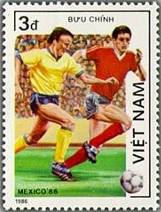 3đ
BƯU CHÍNH
VIỆT NAM
MEXICO'86
1986